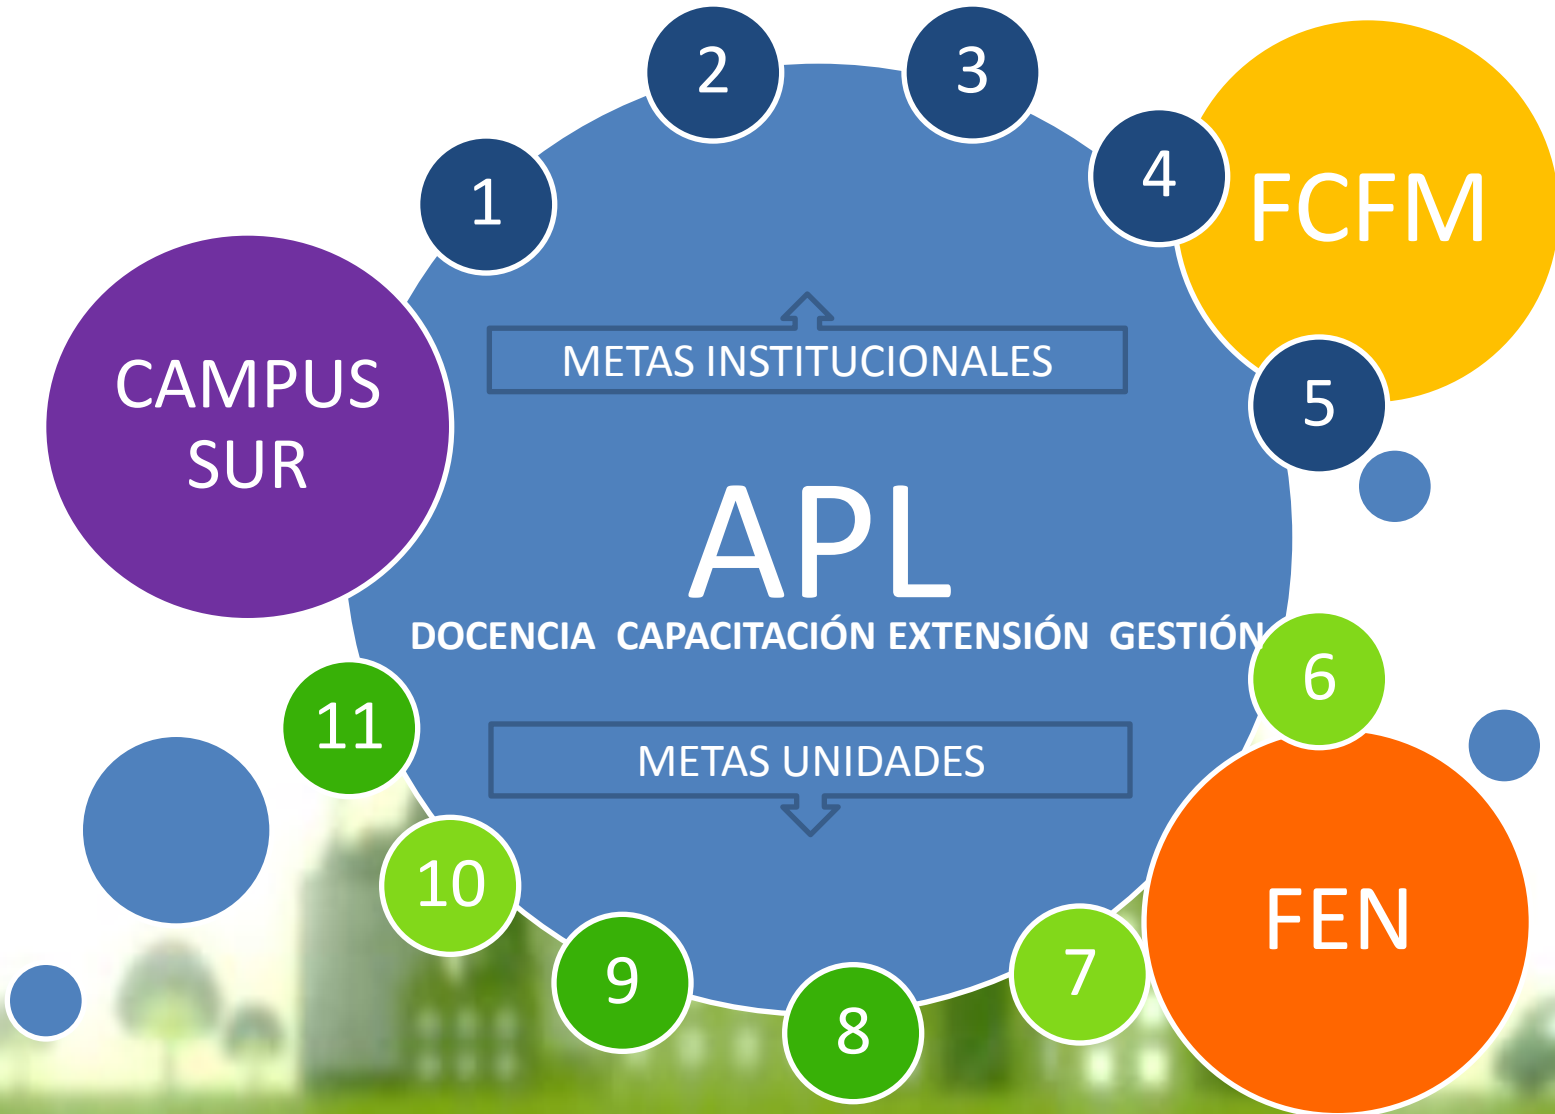 2
3
1
4
FCFM
CAMPUS
SUR
METAS INSTITUCIONALES
5
APL
DOCENCIA CAPACITACIÓN EXTENSIÓN GESTIÓN
6
11
METAS UNIDADES
10
FEN
9
7
8